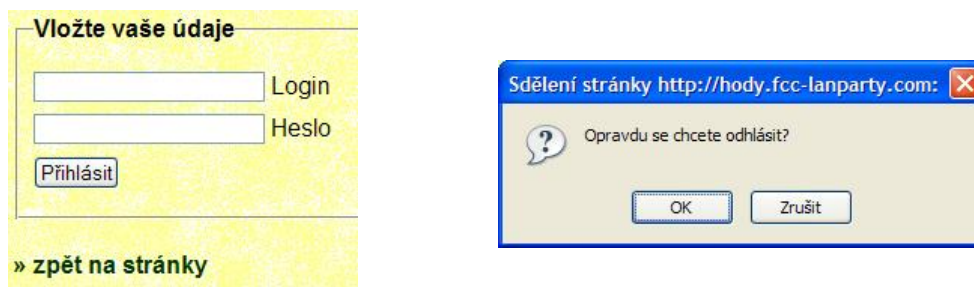 Vložte vaše údaje
Login
Heslo
Přihlásit
» zpět na stránky
Sdělení stránky http://hody.fcc-lanparty.com:
Opravdu se chcete odhlásit?
OK Zrušit